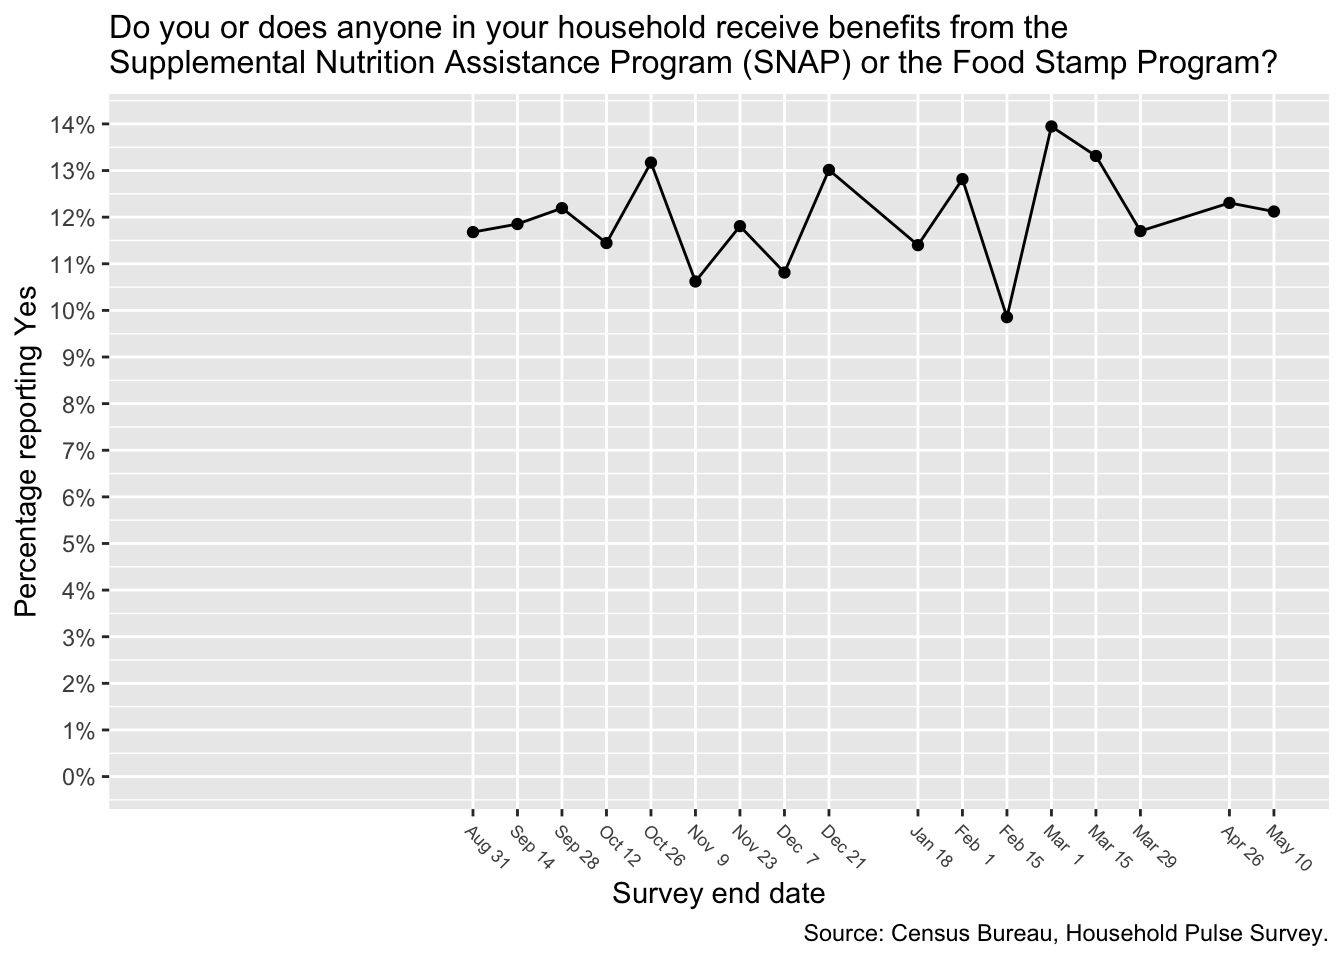 Do you or does anyone in your household receive benefits from the
Supplemental Nutrition Assistance Program (SNAP) or the Food Stamp Program?
Percentage reporting Yes
14%
13%
12%
11%
10%
9%
8%
7%
6%
5%
4%
3%
2%
1%
0%
Aug 31
Sep 14
Sep 28
Oct 12
Oct 26
Nov 9
Nov 23
Dec 7
Dec 21
Jan 18
Feb 1
Feb 15
Mar 1
Mar 15
Mar 29
Apr 26
May 10
Survey end date
Source: Census Bureau, Household Pulse Survey.